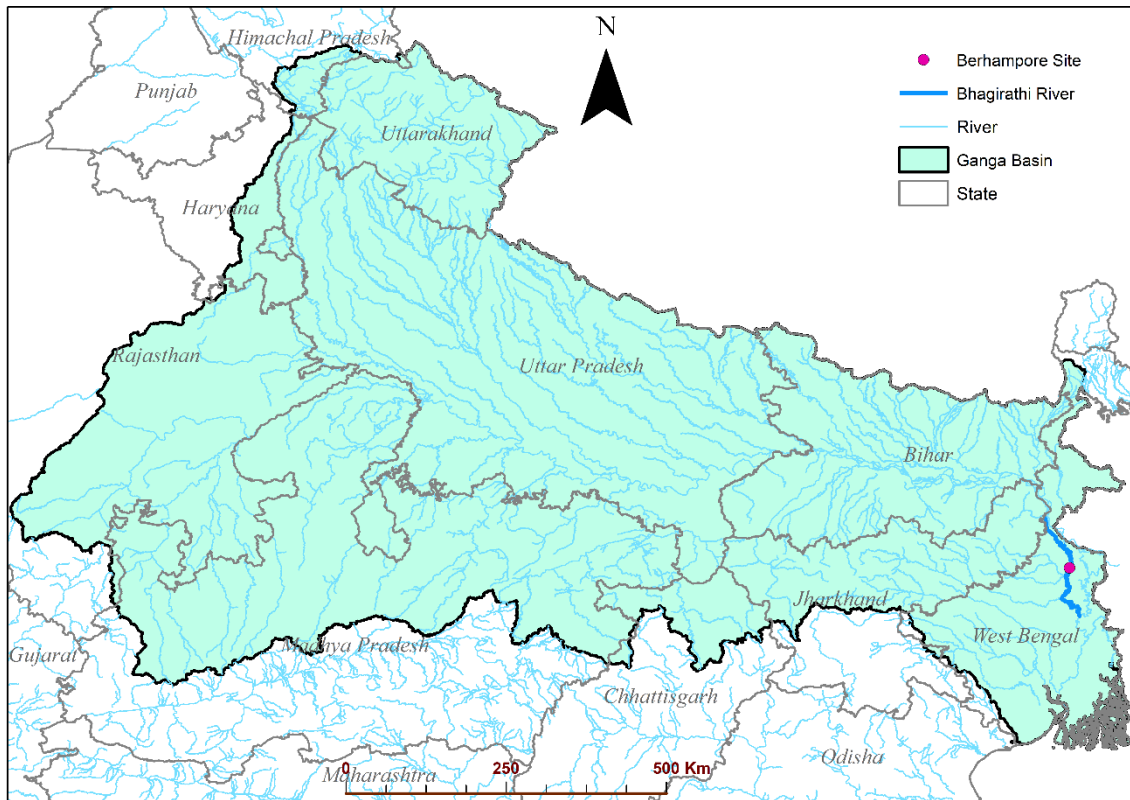 N
Himachal Pradesh
Berhampore Site
Punjab
Bhagirathi River
River
Uttarakhand
Ganga Basin
State
Haryana
Rajasthan
Uttar Pradesh
Bihar
Jharkhand
West Bengal
Madhya Pradesh
Gujarat
Chhattisgarh
Odisha
Maharashtra
0 250 500 Km